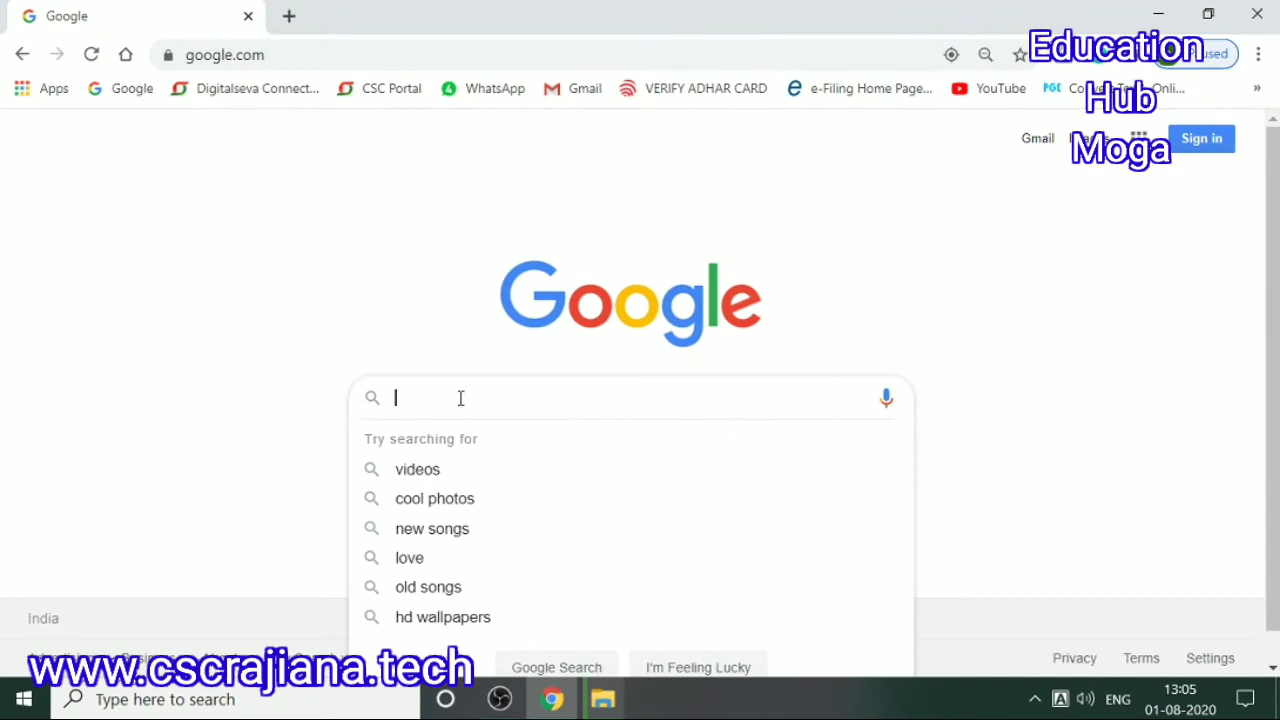 Google
Education
google.com
Apps
Google
Digitalseva Connect...
CSC Portal
WhatsApp
Gmail
VERIFY ADHAR CARD
e-Filing Home Page...
YouTube
Hub
Gmail
Sign in
Moga
Google
Try searching for
videos
cool photos
new songs
love
old songs
hd wallpapers
India
www.cscrajiana.tech
Google Search
I'm Feeling Lucky
Privacy
Terms
Settings
Type here to search
ENG
13:05
01-08-2020